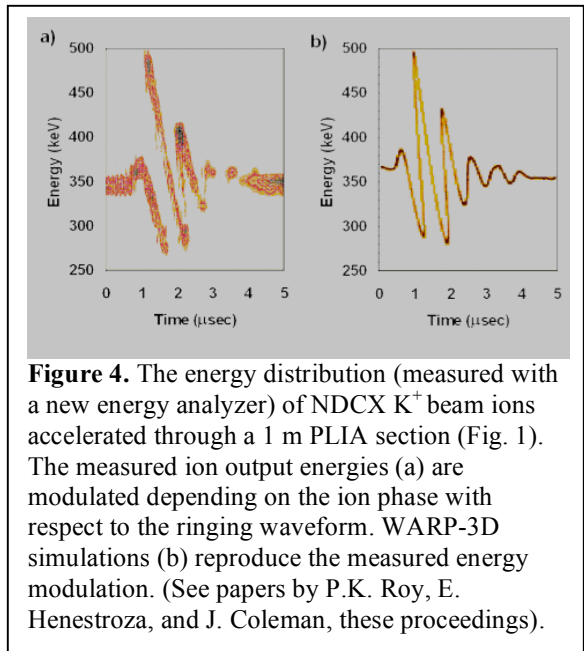 a)
b)
500
450
400
350
300
250
Energy (keV)
0 1 2 3 4 5
Time (μsec)
500
450
400
350
300
250
Energy (keV)
0 1 2 3 4 5
Time (μsec)
Figure 4. The energy distribution (measured with
a new energy analyzer) of NDCX K⁺ beam ions
accelerated through a 1 m PLIA section (Fig. 1).
The measured ion output energies (a) are
modulated depending on the ion phase with
respect to the ringing waveform. WARP-3D
simulations (b) reproduce the measured energy
modulation. (See papers by P.K. Roy, E.
Henestroza, and J. Coleman, these proceedings).